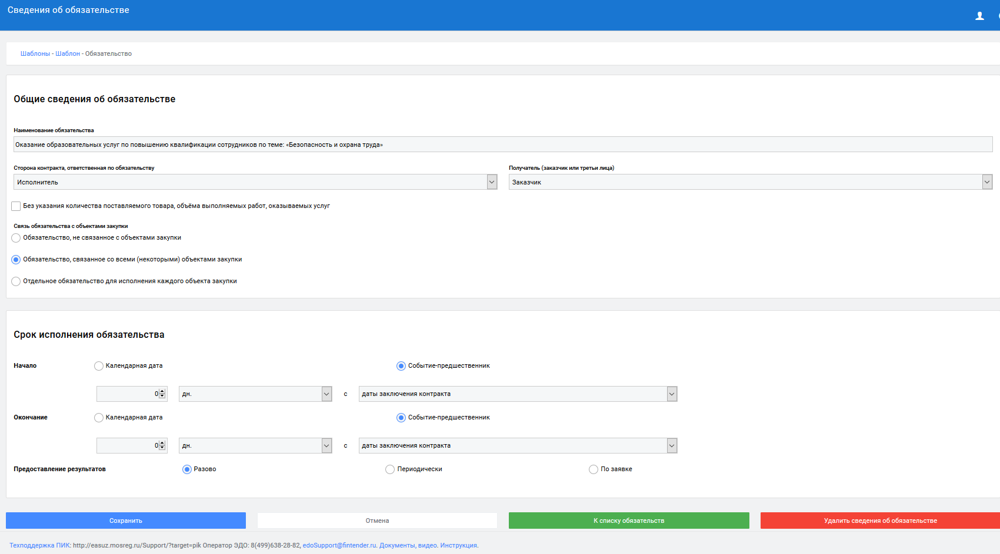 Сведения об обязательстве
Шаблоны - Шаблон - Обязательство
Общие сведения об обязательстве
Наименование обязательства
Оказание образовательных услуг по повышению квалификации сотрудников по теме: «Безопасность и охрана труда»
Сторона контракта, ответственная по обязательству
Получатель (заказчик или третьи лица)
Исполнитель
Заказчик
Без указания количества поставляемого товара, объёма выполняемых работ, оказываемых услуг
Связь обязательства с объектами закупки
Обязательство, не связанное с объектами закупки
Обязательство, связанное со всеми (некоторыми) объектами закупки
Отдельное обязательство для исполнения каждого объекта закупки
Срок исполнения обязательства
Начало Календарная дата Событие-предшественник
0 дн. с даты заключения контракта
Окончание Календарная дата Событие-предшественник
0 дн. с даты заключения контракта
Предоставление результатов Разово Периодически По заявке
Сохранить Отмена К списку обязательств Удалить сведения об обязательстве
Техподдержка ПИК: http://easuz.mosreg.ru/Support/?target=pik Оператор ЭДО: 8(499)638-28-82, edoSupport@fintender.ru. Документы, видео. Инструкция.